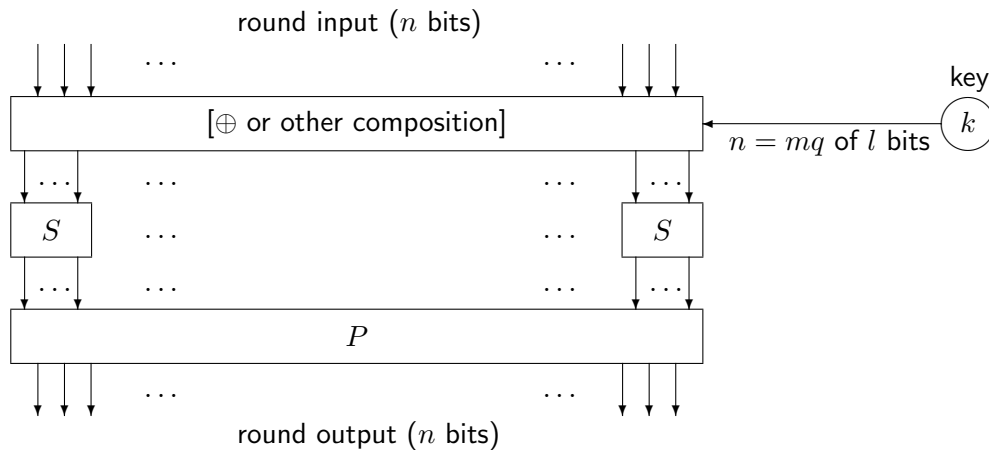 round input (n bits)
... ...
key
[⊕ or other composition]
k
n = mq of l bits
... ... ... ...
S ... ... S
... ... ... ...
P
... ...
round output (n bits)